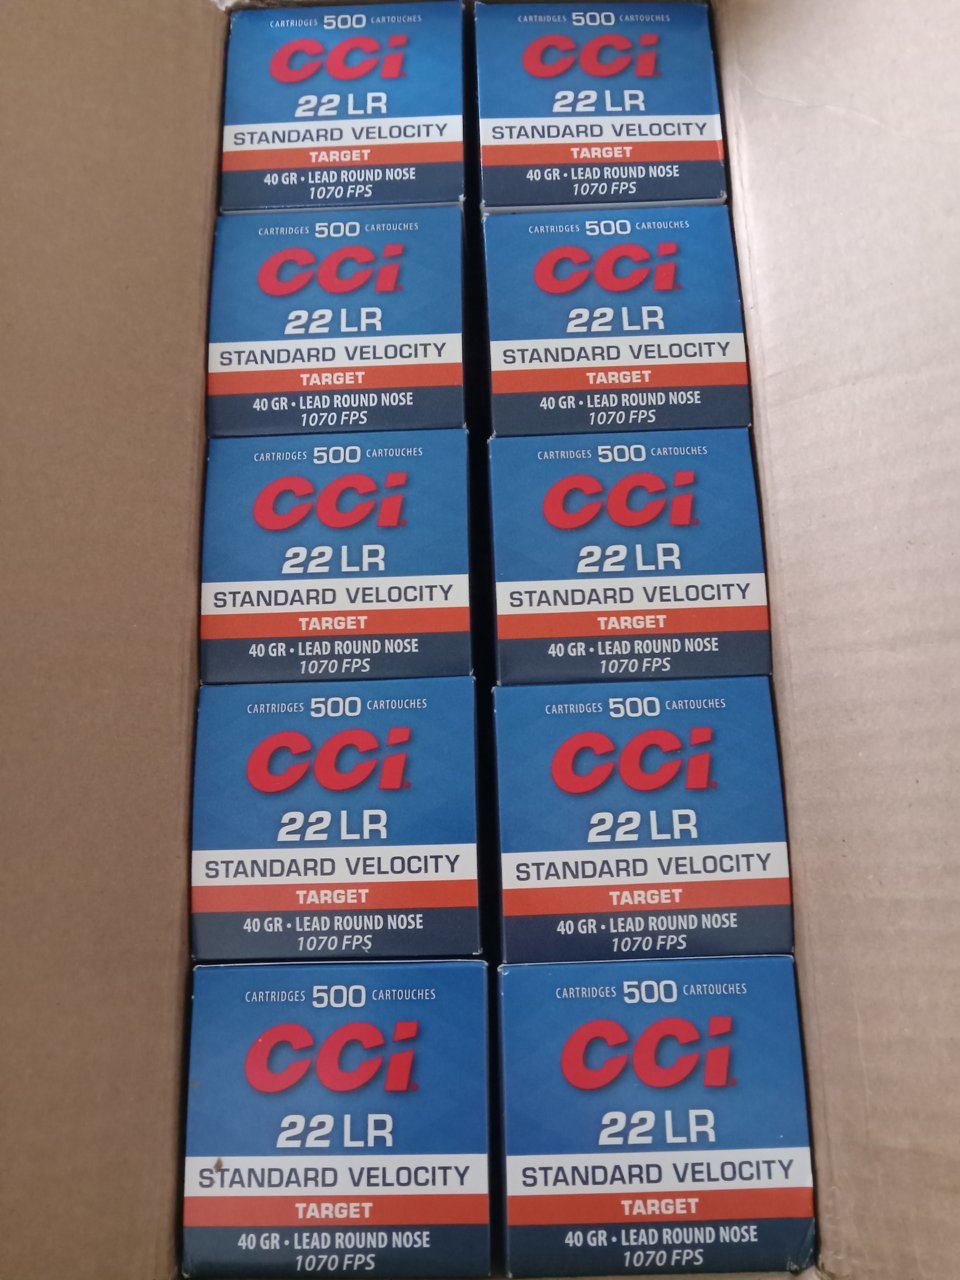 CARTRIDGES 500 CARTOUCHES
CCi
22 LR
STANDARD VELOCITY
TARGET
40 GR • LEAD ROUND NOSE
1070 FPS
CARTRIDGES 500 CARTOUCHES
CCi
22 LR
STANDARD VELOCITY
TARGET
40 GR • LEAD ROUND NOSE
1070 FPS
CARTRIDGES 500 CARTOUCHES
CCi
22 LR
STANDARD VELOCITY
TARGET
40 GR • LEAD ROUND NOSE
1070 FPS
CARTRIDGES 500 CARTOUCHES
CCi
22 LR
STANDARD VELOCITY
TARGET
40 GR • LEAD ROUND NOSE
1070 FPS
CARTRIDGES 500 CARTOUCHES
CCi
22 LR
STANDARD VELOCITY
TARGET
40 GR • LEAD ROUND NOSE
1070 FPS
CARTRIDGES 500 CARTOUCHES
CCi
22 LR
STANDARD VELOCITY
TARGET
40 GR • LEAD ROUND NOSE
1070 FPS
CARTRIDGES 500 CARTOUCHES
CCi
22 LR
STANDARD VELOCITY
TARGET
40 GR • LEAD ROUND NOSE
1070 FPS
CARTRIDGES 500 CARTOUCHES
CCi
22 LR
STANDARD VELOCITY
TARGET
40 GR • LEAD ROUND NOSE
1070 FPS
CARTRIDGES 500 CARTOUCHES
CCi
22 LR
STANDARD VELOCITY
TARGET
40 GR • LEAD ROUND NOSE
1070 FPS
CARTRIDGES 500 CARTOUCHES
CCi
22 LR
STANDARD VELOCITY
TARGET
40 GR • LEAD ROUND NOSE
1070 FPS